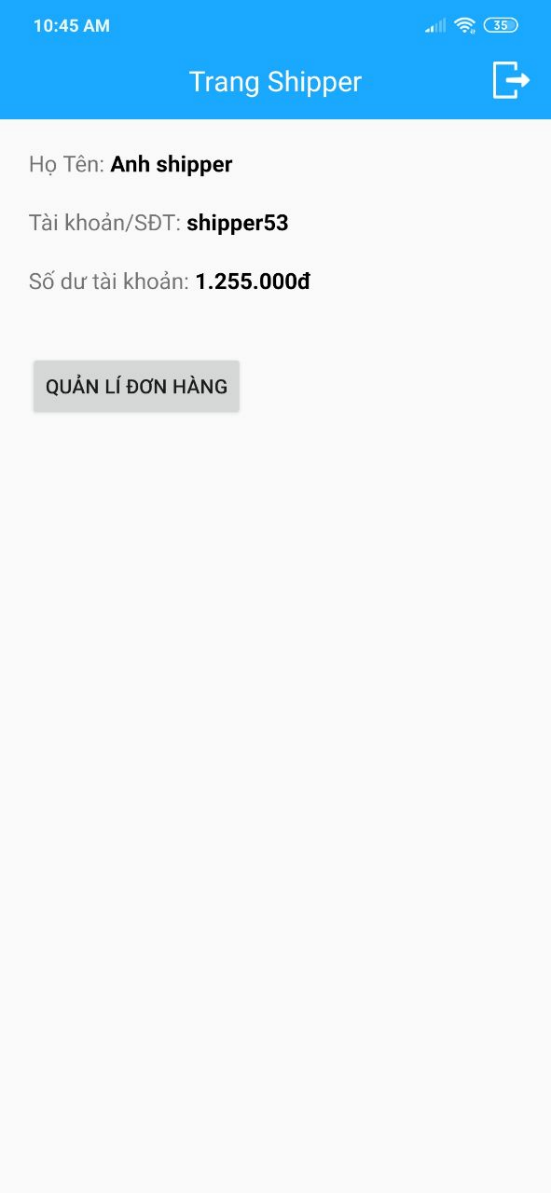 10:45 AM
35
Trang Shipper
Họ Tên: Anh shipper
Tài khoản/SĐT: shipper53
Số dư tài khoản: 1.255.000đ
QUẢN LÍ ĐƠN HÀNG